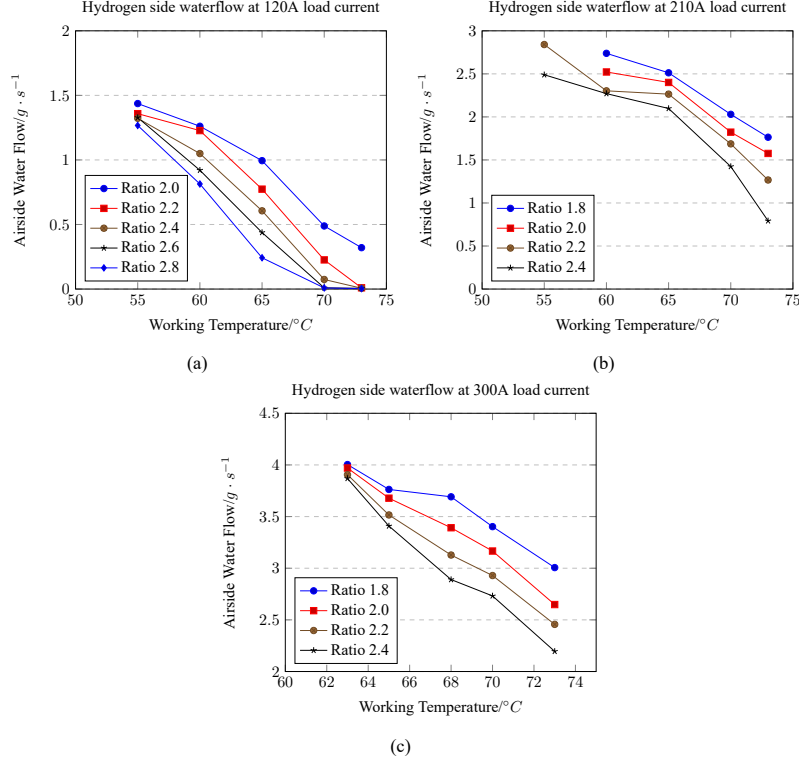 Hydrogen side waterflow at 120A load current
2
1.5
1
0.5
0
50 55 60 65 70 75
Airside Water Flow/g · s⁻¹
Working Temperature/°C
Ratio 2.0
Ratio 2.2
Ratio 2.4
Ratio 2.6
Ratio 2.8
(a)
Hydrogen side waterflow at 210A load current
3
2.5
2
1.5
1
0.5
0
50 55 60 65 70 75
Airside Water Flow/g · s⁻¹
Working Temperature/°C
Ratio 1.8
Ratio 2.0
Ratio 2.2
Ratio 2.4
(b)
Hydrogen side waterflow at 300A load current
4.5
4
3.5
3
2.5
2
60 62 64 66 68 70 72 74
Airside Water Flow/g · s⁻¹
Working Temperature/°C
Ratio 1.8
Ratio 2.0
Ratio 2.2
Ratio 2.4
(c)